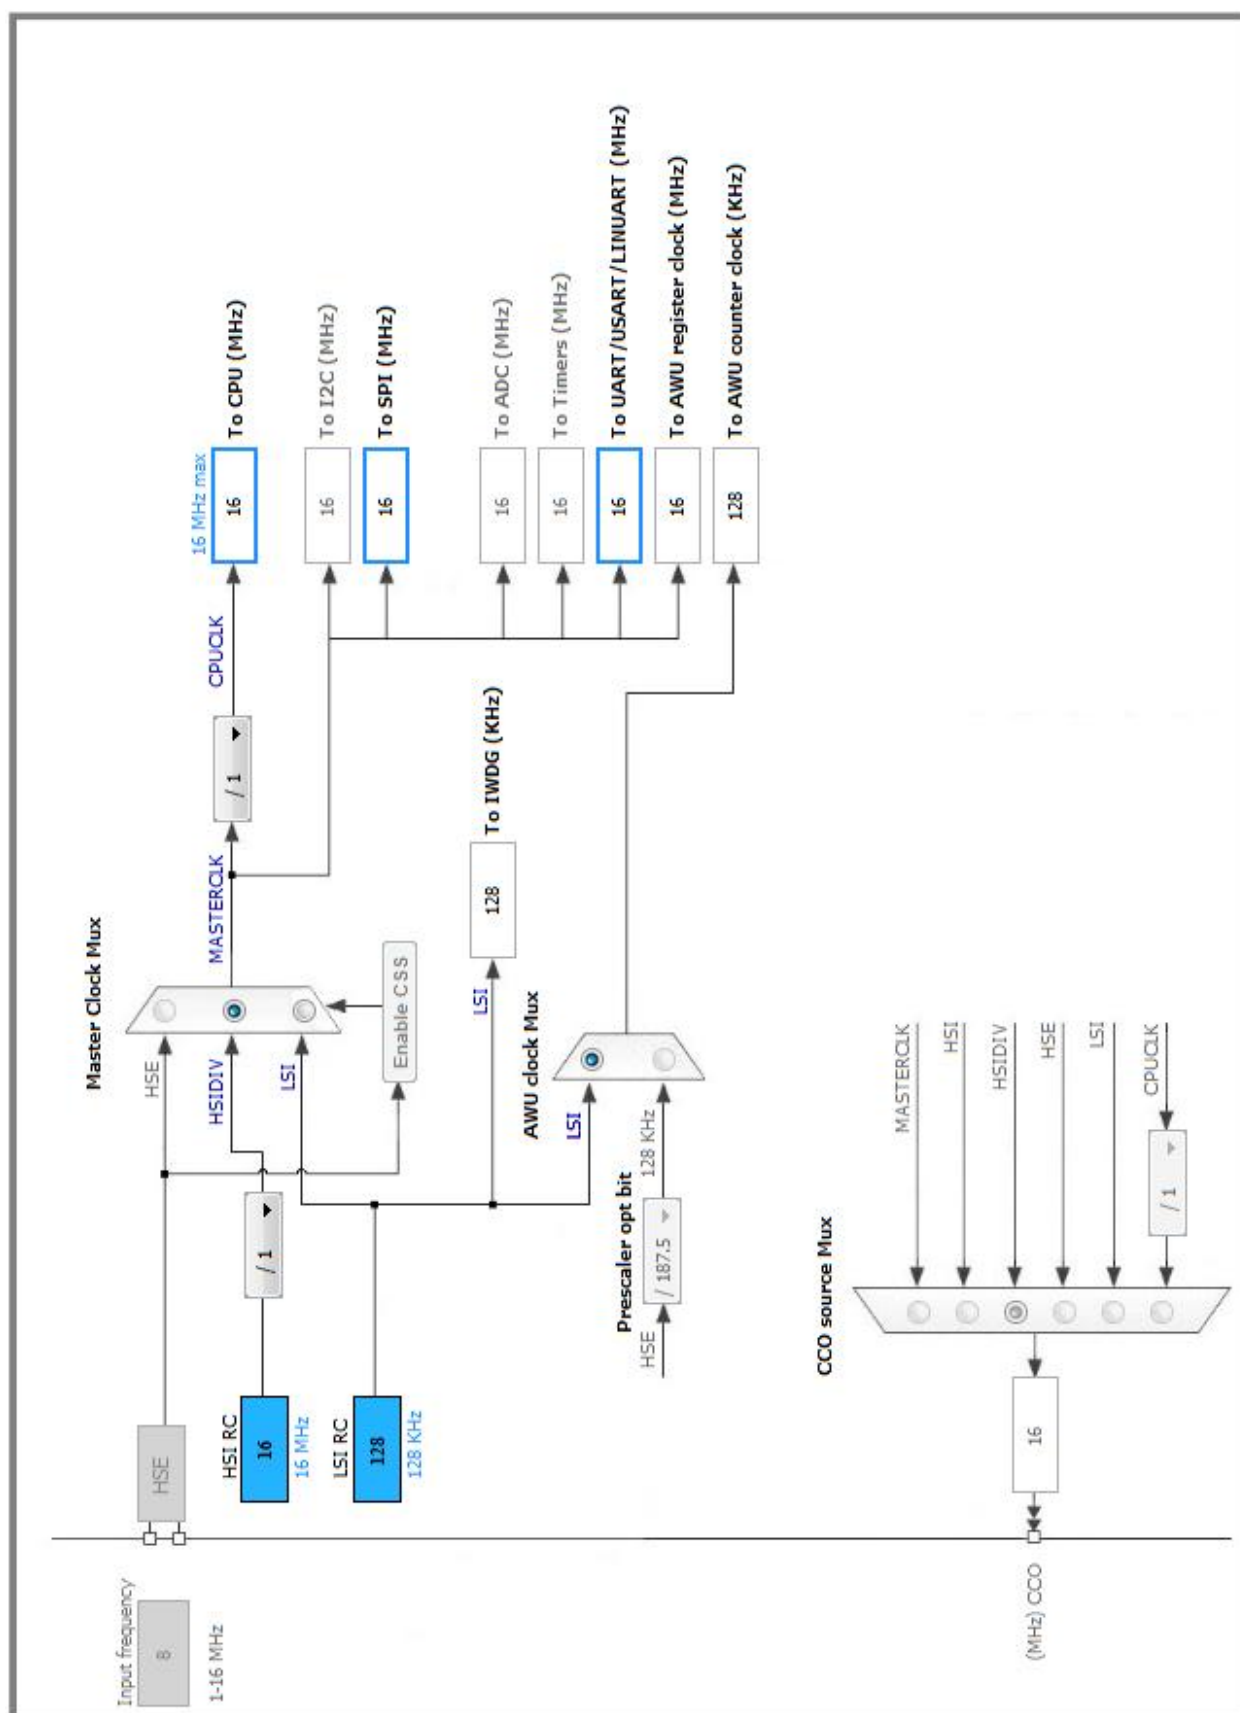 Input frequency
8
1-16 MHz
HSE
HSI RC
16
16 MHz
LSI RC
128
128 KHz
/ 1
HSE
HSIDIV
LSI
Master Clock Mux
Enable CSS
MASTERCLK
/ 1
CPUCLK
16 MHz max
16
To CPU (MHz)
16
To I2C (MHz)
16
To SPI (MHz)
LSI
128
To IWDG (KHz)
16
To ADC (MHz)
16
To Timers (MHz)
16
To UART/USART/LINUART (MHz)
16
To AWU register clock (MHz)
128
To AWU counter clock (KHz)
AWU clock Mux
LSI
Prescaler opt bit
HSE
/ 187.5
128 KHz
CCO source Mux
MASTERCLK
HSI
HSIDIV
HSE
LSI
/ 1
CPUCLK
16
(MHz) CCO